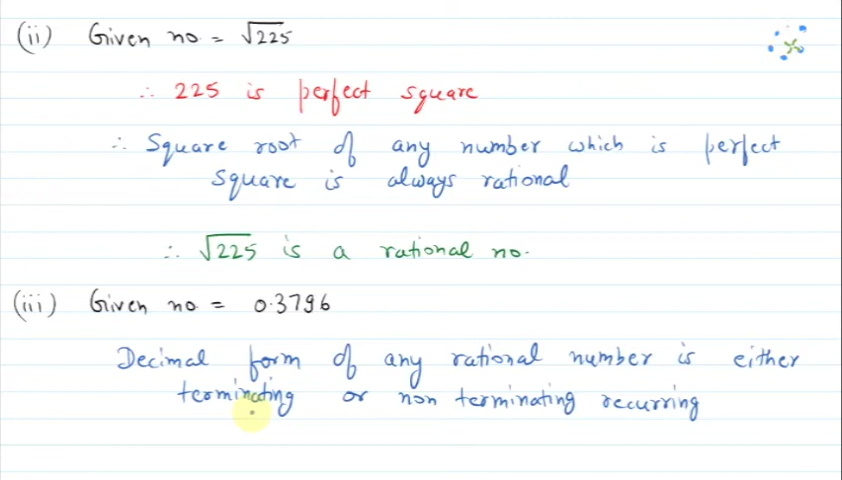 (ii) Given no = √225
∴ 225 is perfect square
∴ Square root of any number which is perfect
square is always rational
∴ √225 is a rational no.
(iii) Given no = 0.3796
Decimal form of any rational number is either
terminating or non terminating recurring